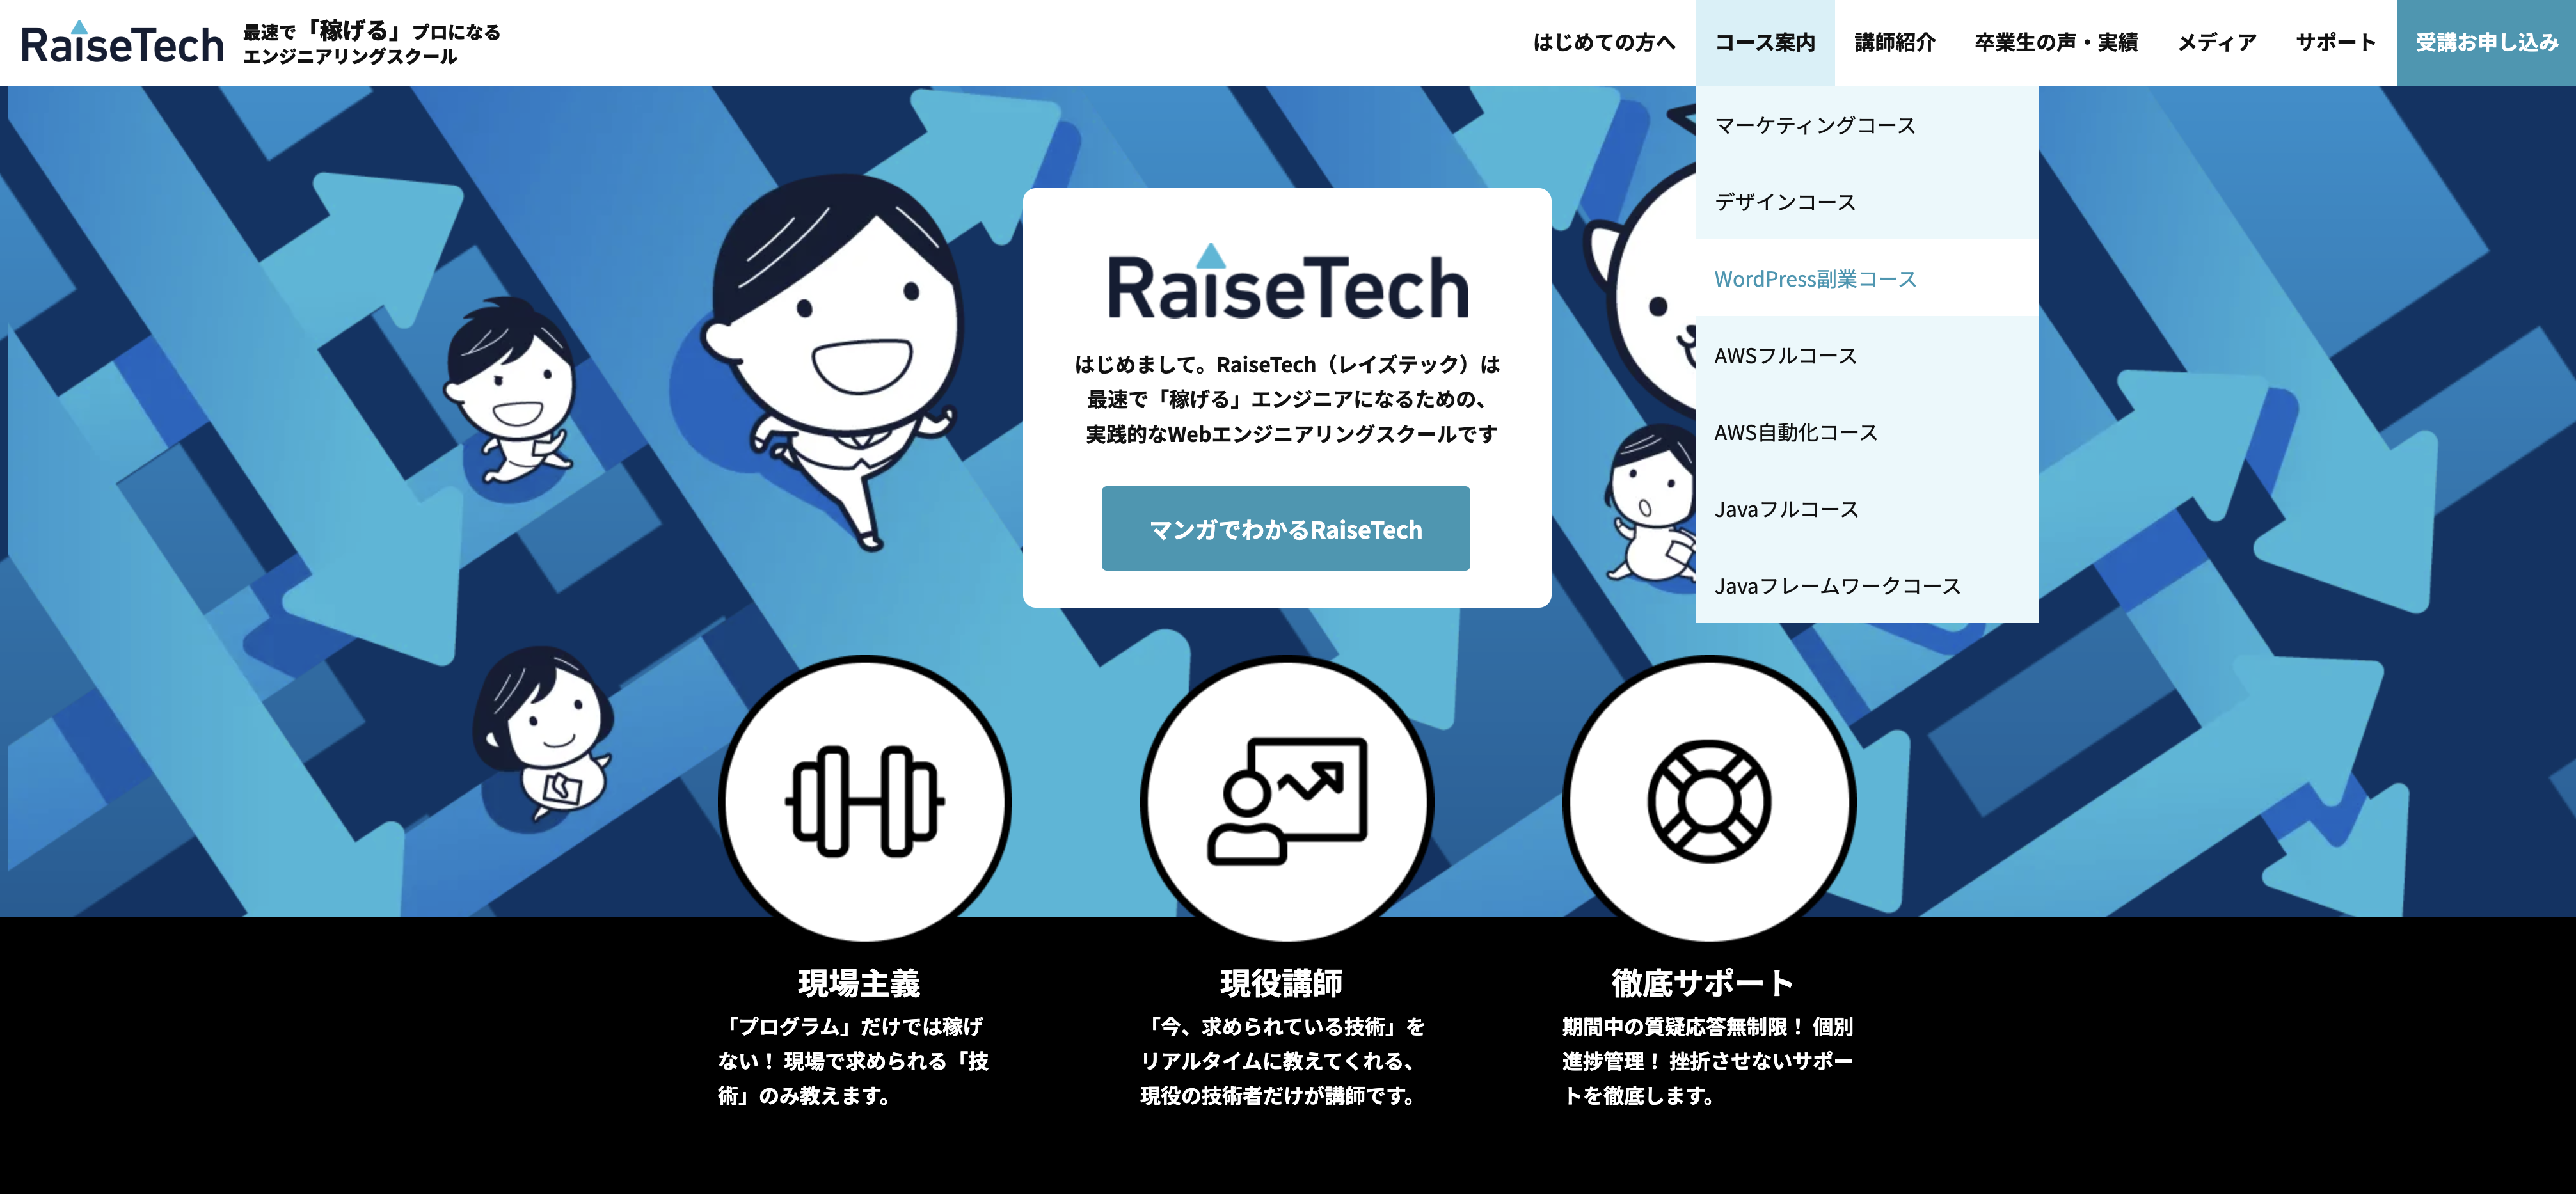 RaiseTech
最速で「稼げる」プロになる
エンジニアリングスクール
はじめての方へ
コース案内
講師紹介
卒業生の声・実績
メディア
サポート
受講お申し込み
マーケティングコース
デザインコース
WordPress副業コース
AWSフルコース
AWS自動化コース
Javaフルコース
Javaフレームワークコース
RaiseTech
はじめまして。RaiseTech（レイズテック）は
最速で「稼げる」エンジニアになるための、
実践的なWebエンジニアリングスクールです
マンガでわかるRaiseTech
現場主義
「プログラム」だけでは稼げ
ない！ 現場で求められる「技
術」のみ教えます。
現役講師
「今、求められている技術」を
リアルタイムに教えてくれる、
現役の技術者だけが講師です。
徹底サポート
期間中の質疑応答無制限！ 個別
進捗管理！ 挫折させないサポー
トを徹底します。